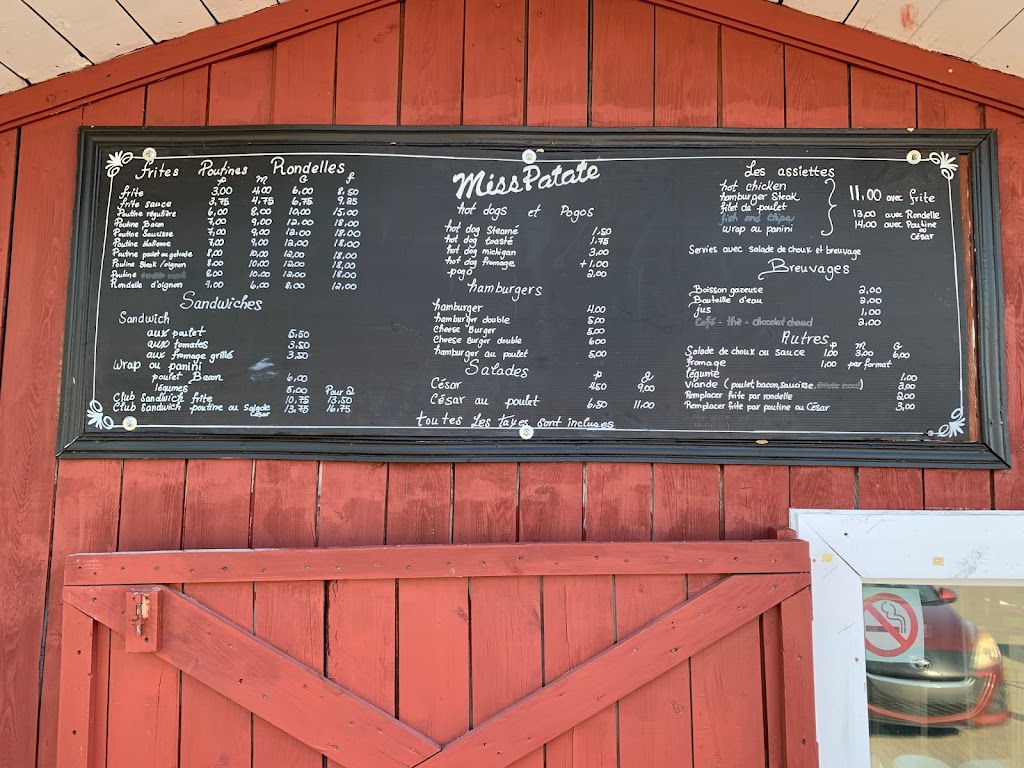 Frites Poutines Rondelles
P M G F
frite 3,00 4,00 6,00 8,50
frite sauce 3,75 4,75 6,75 9,25
Poutine régulière 6,00 8,00 10,00 15,00
Poutine Bacon 7,00 9,00 12,00 18,00
Poutine Saucisse 7,00 9,00 12,00 18,00
Poutine Italienne 7,00 9,00 12,00 18,00
Poutine poulet ou galvaude 8,00 10,00 12,00 18,00
Poutine Steak/oignon 8,00 10,00 12,00 18,00
Poutine 8,00 10,00 12,00 18,00
Rondelle d'oignon 4,00 6,00 8,00 12,00
Sandwiches
Sandwich
aux poulet 5,50
aux tomates 3,50
aux fromage grillé 3,50
Wrap ou panini
poulet Bacon 6,00
légumes 5,00 Pour 2
Club Sandwich frite 10,75 13,50
Club Sandwich poutine ou Salade César 13,75 16,75
Miss Patate
hot dogs et Pogos
hot dog Steamé 1,50
hot dog toasté 1,75
hot dog michigan 3,00
hot dog fromage +1,00
pogo 2,00
hamburgers
hamburger 4,00
hamburger double 5,00
Cheese Burger 5,00
Cheese Burger double 6,00
hamburger au poulet 5,00
Salades P G
César 4,50 9,00
César au poulet 6,50 11,00
toutes Les taxes sont incluses
Les assiettes
hot chicken
hamburger Steak
filet de poulet
fish and chips
wrap ou panini
11,00 avec frite
13,00 avec Rondelle
14,00 avec Poutine
ou
César
Servies avec salade de choux et breuvage
Breuvages
Boisson gazeuse 2,00
Bouteille d'eau 2,00
Jus 1,00
Café - thé - chocolat chaud 2,00
Autres P M G
Salade de choux ou sauce 1,00 3,00 6,00
fromage 1,00 par format
légume
Viande (poulet, bacon, saucisse,
Remplacer frite par rondelle 2,00
Remplacer frite par poutine ou César 3,00